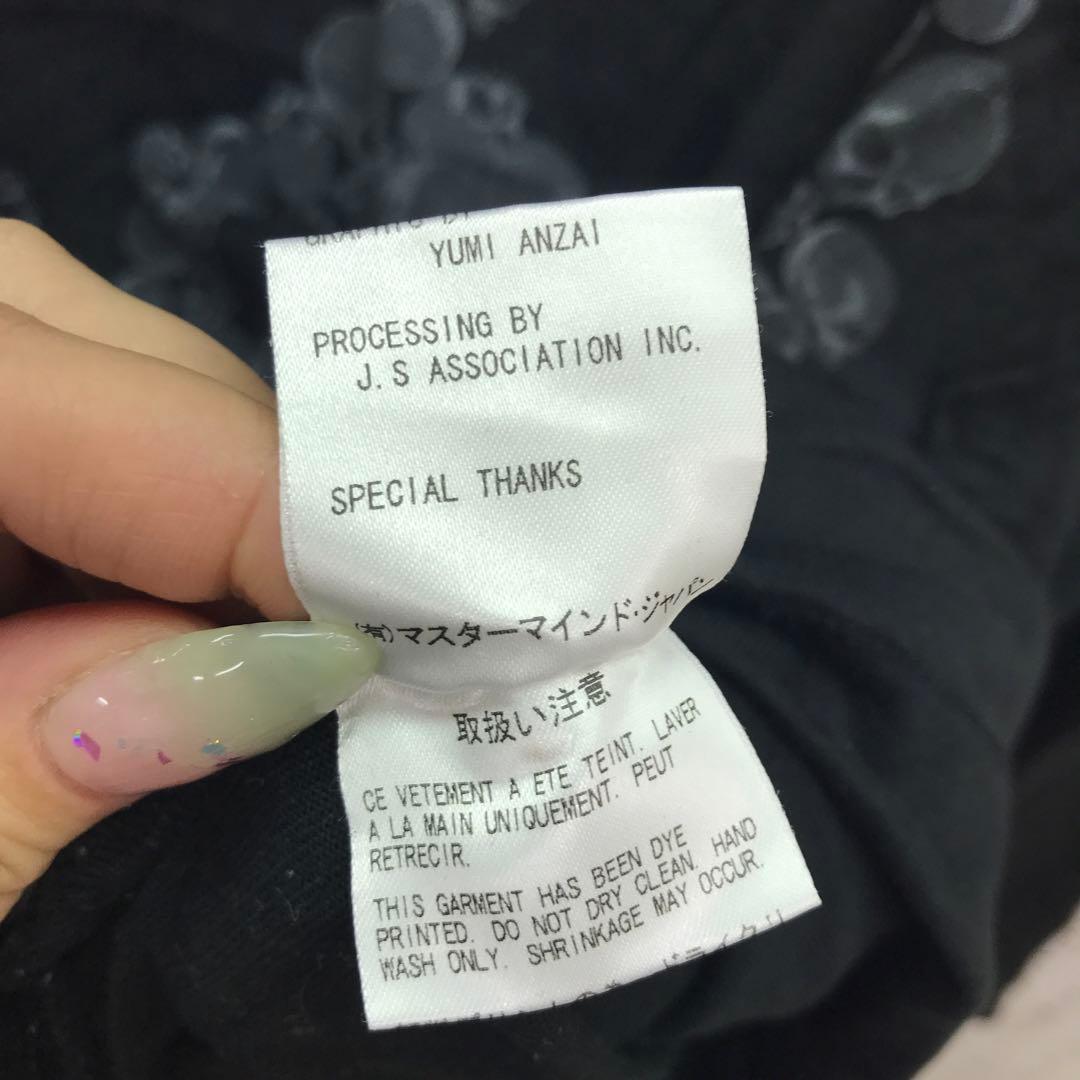 YUMI ANZAI
PROCESSING BY
J.S ASSOCIATION INC.
SPECIAL THANKS
(有)マスターマインド・ジャパン
取扱い注意
CE VETEMENT A ETE TEINT. LAVER
A LA MAIN UNIQUEMENT. PEUT
RETRECIR.
THIS GARMENT HAS BEEN DYE
PRINTED. DO NOT DRY CLEAN. HAND
WASH ONLY. SHRINKAGE MAY OCCUR.